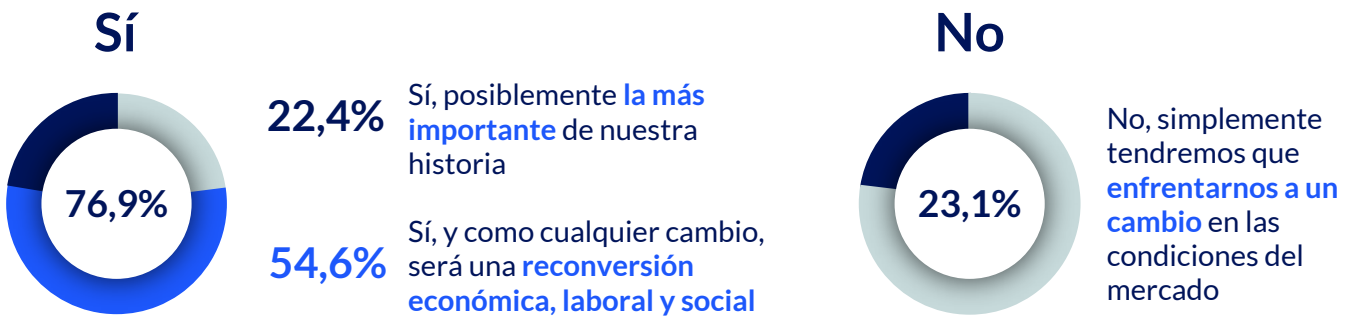 Sí
76,9%
22,4%
Sí, posiblemente la más
importante de nuestra
historia
54,6%
Sí, y como cualquier cambio,
será una reconversión
económica, laboral y social
No
23,1%
No, simplemente
tendremos que
enfrentarnos a un
cambio en las
condiciones del
mercado